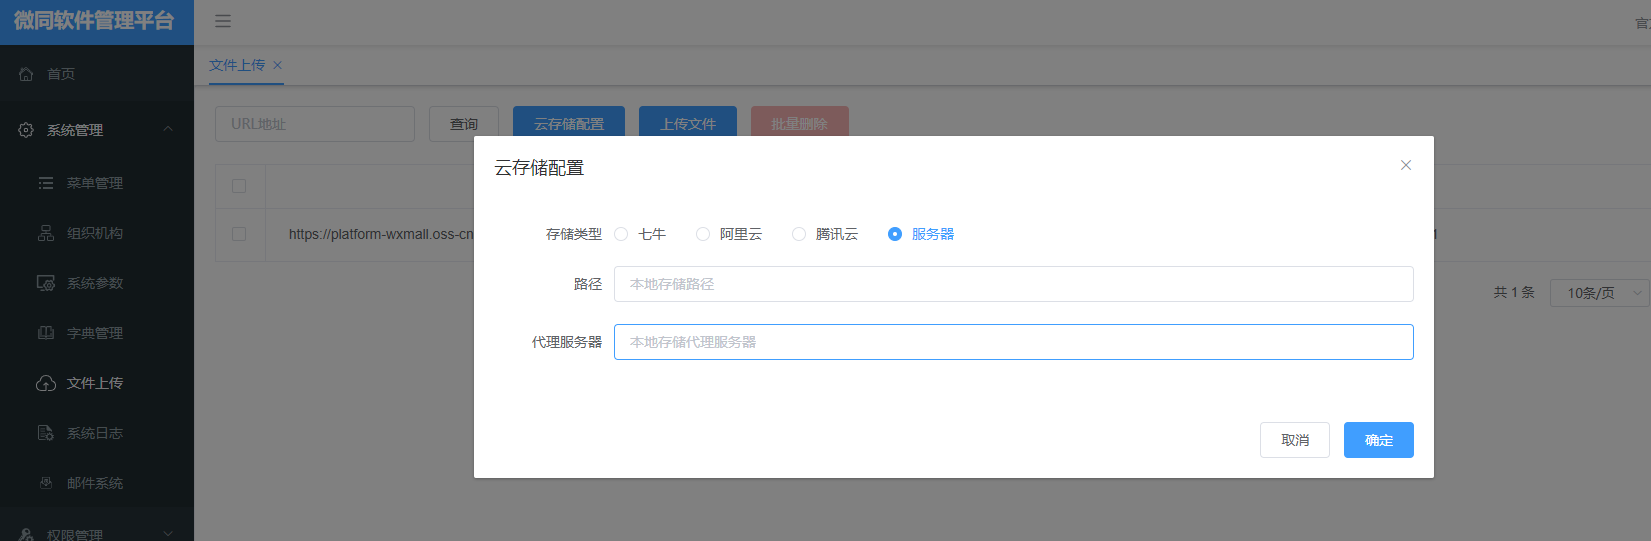 微同软件管理平台
官
首页
文件上传
URL地址 查询 云存储配置 上传文件 批量删除
系统管理
云存储配置
菜单管理
https://platform-wxmall.oss-cn
存储类型 七牛 阿里云 腾讯云 服务器
组织机构
路径 本地存储路径
系统参数
共 1 条 10条/页
代理服务器 本地存储代理服务器
字典管理
文件上传
系统日志
取消 确定
邮件系统
权限管理